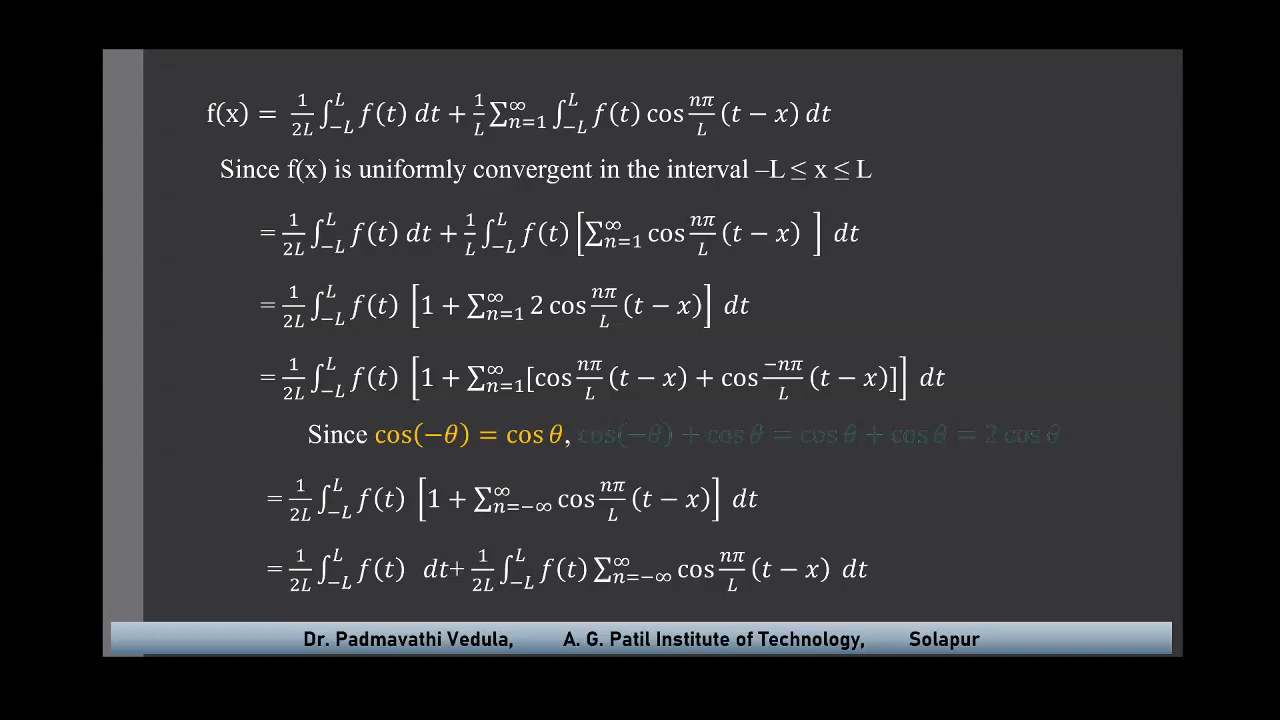 f(x) = 1/2L ∫_{−L}^{L} f(t) dt + 1/L ∑_{n=1}^{∞} ∫_{−L}^{L} f(t) cos nπ/L (t − x) dt
Since f(x) is uniformly convergent in the interval –L ≤ x ≤ L
= 1/2L ∫_{−L}^{L} f(t) dt + 1/L ∫_{−L}^{L} f(t) [∑_{n=1}^{∞} cos nπ/L (t − x) ] dt
= 1/2L ∫_{−L}^{L} f(t) [1 + ∑_{n=1}^{∞} 2 cos nπ/L (t − x)] dt
= 1/2L ∫_{−L}^{L} f(t) [1 + ∑_{n=1}^{∞} [cos nπ/L (t − x) + cos −nπ/L (t − x)]] dt
Since cos(−θ) = cos θ, cos(−θ) + cos θ = cos θ + cos θ = 2 cos θ
= 1/2L ∫_{−L}^{L} f(t) [1 + ∑_{n=−∞}^{∞} cos nπ/L (t − x)] dt
= 1/2L ∫_{−L}^{L} f(t) dt+ 1/2L ∫_{−L}^{L} f(t) ∑_{n=−∞}^{∞} cos nπ/L (t − x) dt
Dr. Padmavathi Vedula, A. G. Patil Institute of Technology, Solapur